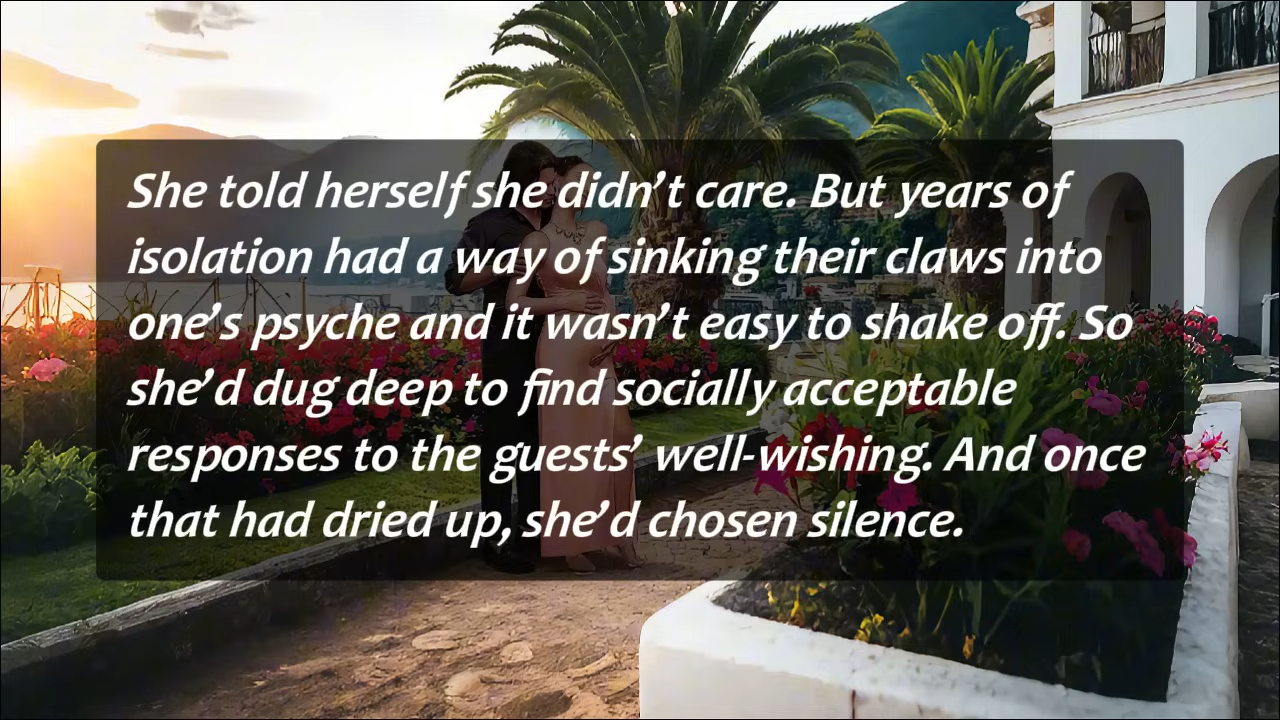 She told herself she didn’t care. But years of
isolation had a way of sinking their claws into
one’s psyche and it wasn’t easy to shake off. So
she’d dug deep to find socially acceptable
responses to the guests’ well-wishing. And once
that had dried up, she’d chosen silence.